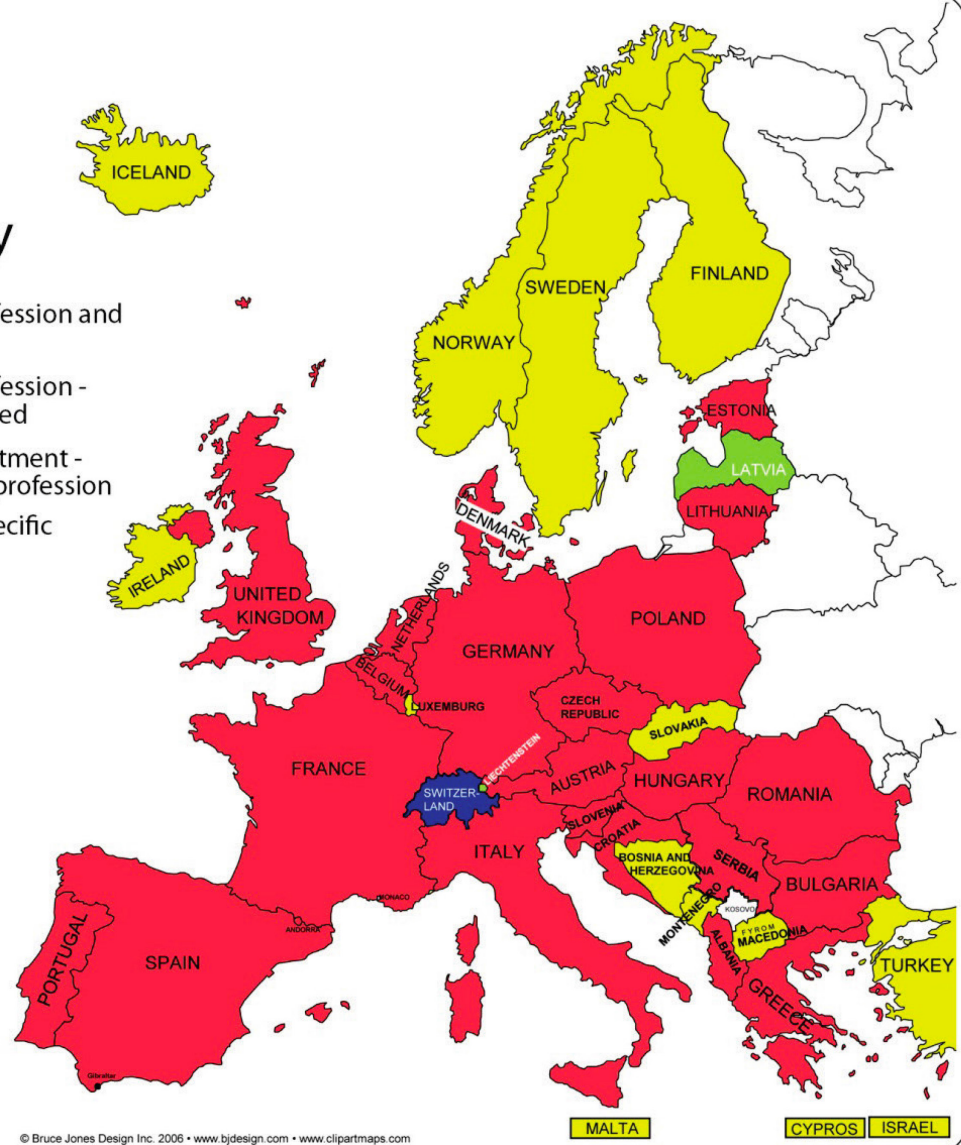 ICELAND
y
ession and
ession -
ed
tment -
profession
ecific
SWEDEN
FINLAND
NORWAY
ESTONIA
LATVIA
LITHUANIA
DENMARK
IRELAND
UNITED
KINGDOM
NETHERLANDS
BELGIUM
LUXEMBURG
GERMANY
POLAND
CZECH
REPUBLIC
SLOVAKIA
FRANCE
LIECHTENSTEIN
SWITZER-
LAND
AUSTRIA
HUNGARY
ROMANIA
SLOVENIA
CROATIA
ITALY
BOSNIA AND
HERZEGOVINA
SERBIA
BULGARIA
MONTENEGRO
KOSOVO
FYROM
MACEDONIA
ALBANIA
GREECE
TURKEY
MONACO
ANDORRA
PORTUGAL
SPAIN
Gibraltar
MALTA
CYPROS
ISRAEL
© Bruce Jones Design Inc. 2006 • www.bjdesign.com • www.clipartmaps.com